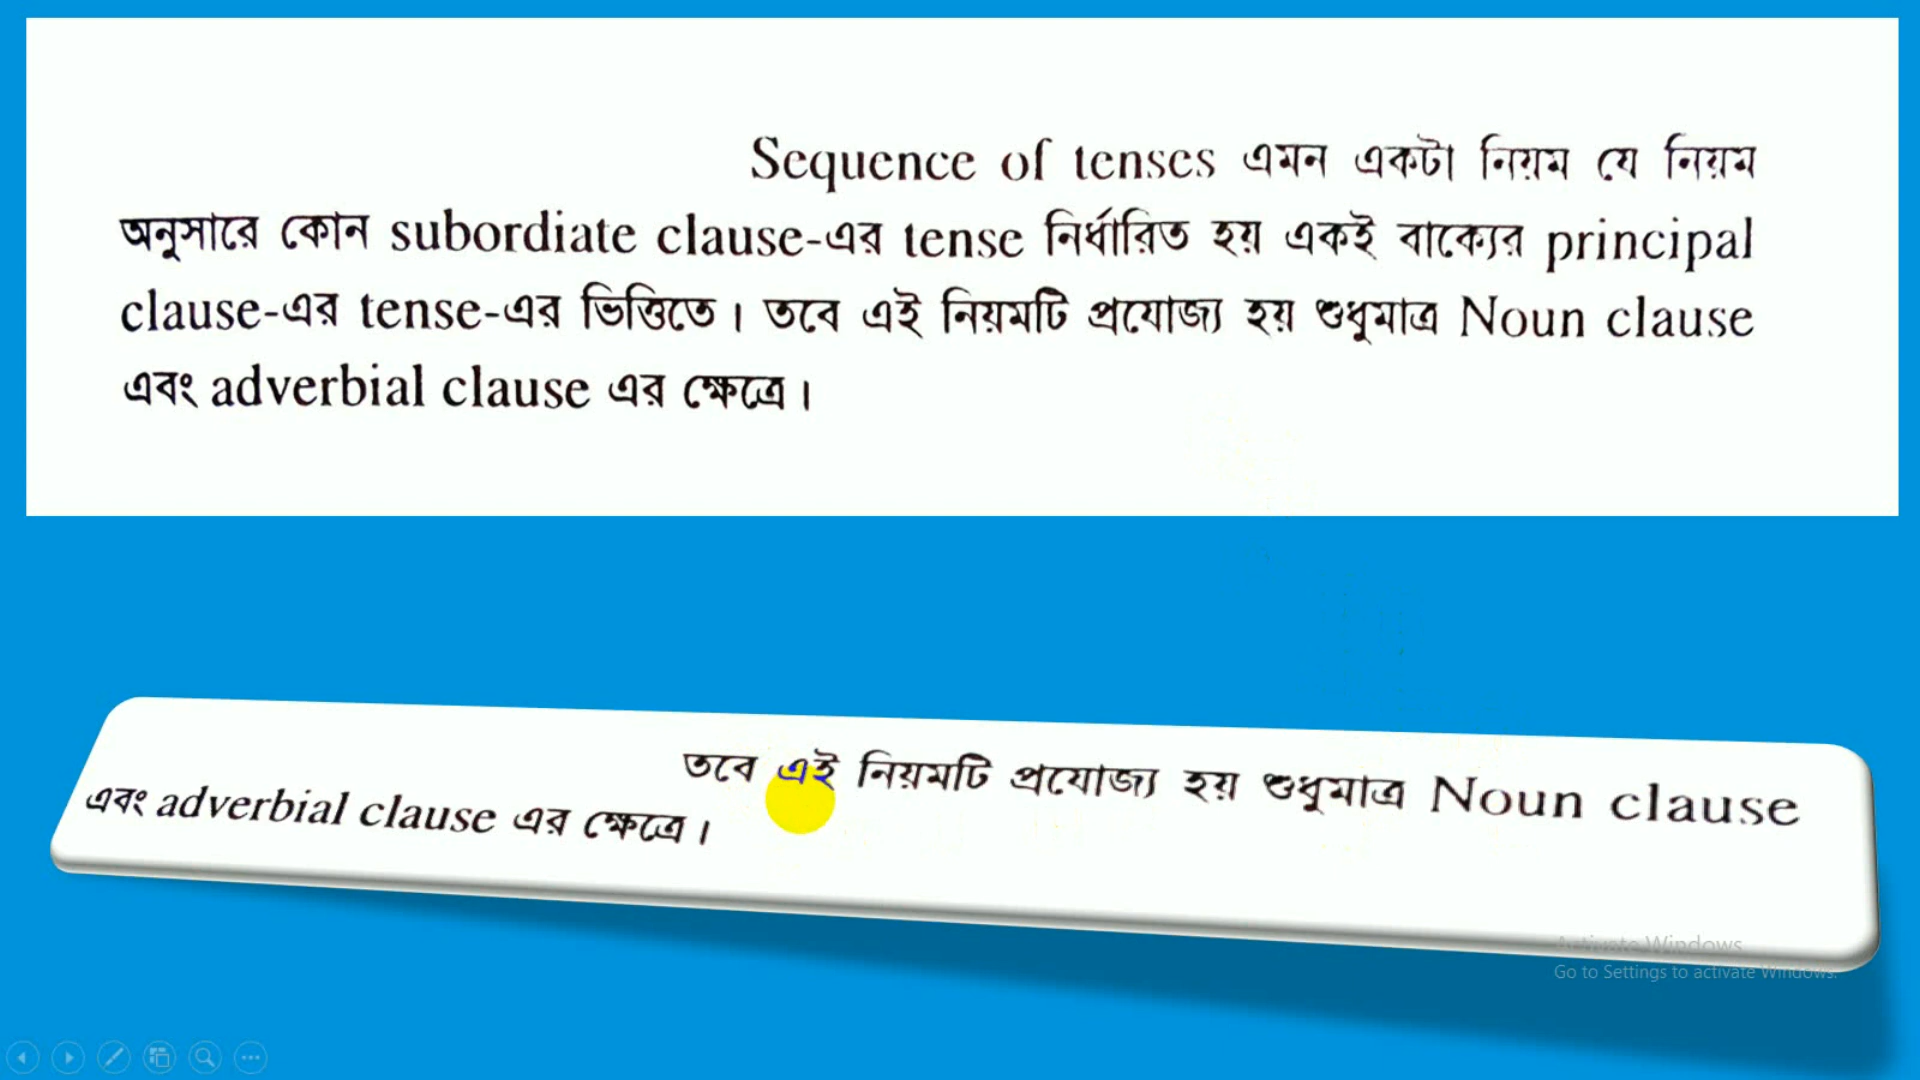 Sequence of tenses এমন একটা নিয়ম যে নিয়ম
অনুসারে কোন subordiate clause-এর tense নির্ধারিত হয় একই বাক্যের principal
clause-এর tense-এর ভিত্তিতে। তবে এই নিয়মটি প্রযোজ্য হয় শুধুমাত্র Noun clause
এবং adverbial clause এর ক্ষেত্রে।
তবে এই নিয়মটি প্রযোজ্য হয় শুধুমাত্র Noun clause
এবং adverbial clause এর ক্ষেত্রে।
Activate Windows
Go to Settings to activate Windows.